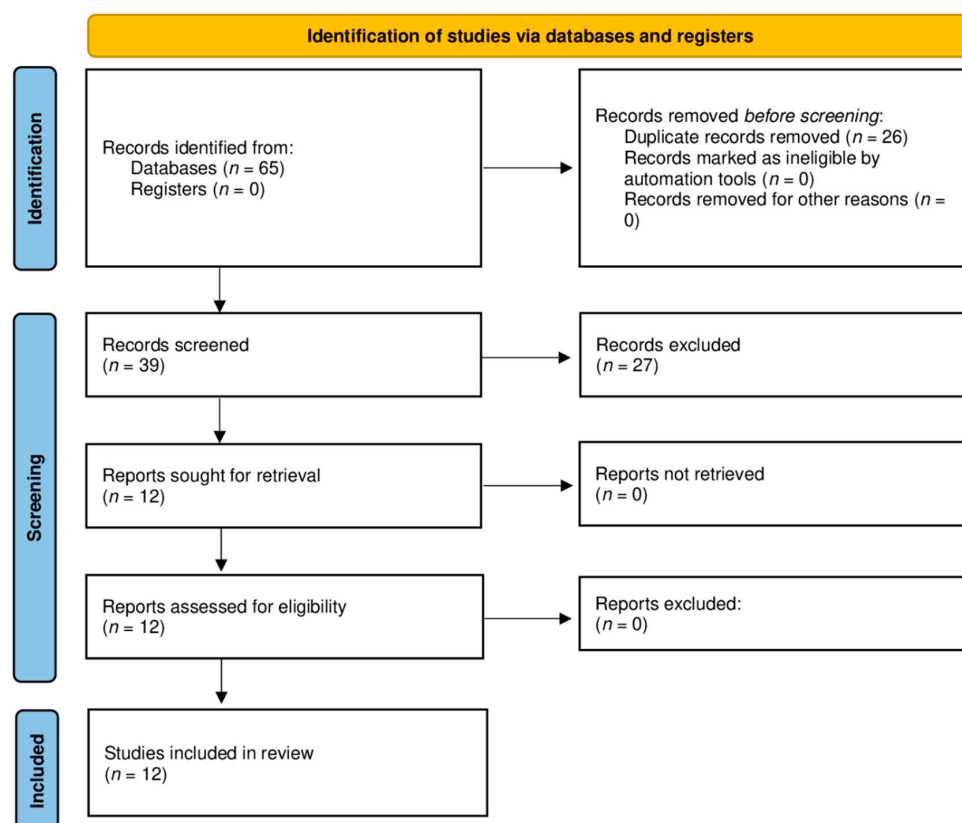 Identification of studies via databases and registers
Identification
Records identified from:
Databases (n = 65)
Registers (n = 0)
Records removed before screening:
Duplicate records removed (n = 26)
Records marked as ineligible by
automation tools (n = 0)
Records removed for other reasons (n =
0)
Screening
Records screened
(n = 39)
Records excluded
(n = 27)
Reports sought for retrieval
(n = 12)
Reports not retrieved
(n = 0)
Reports assessed for eligibility
(n = 12)
Reports excluded:
(n = 0)
Included
Studies included in review
(n = 12)